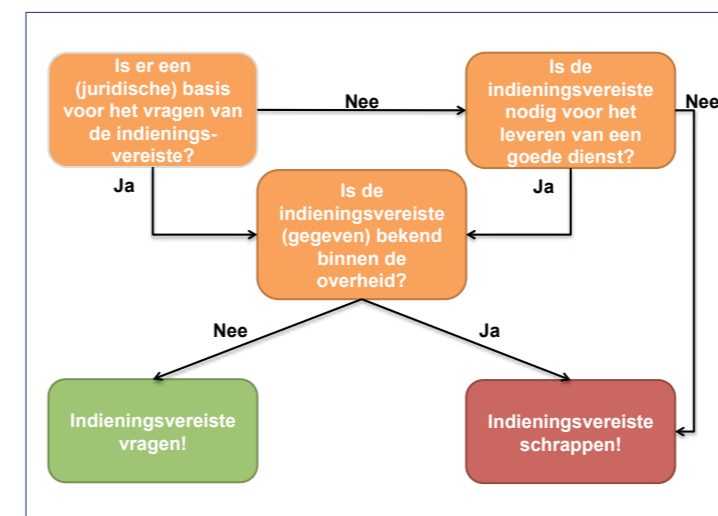 Is er een
(juridische) basis
voor het vragen van
de indienings-
vereiste?
Nee
Is de
indieningsvereiste
nodig voor het
leveren van een
goede dienst?
Nee
Ja
Is de
indieningsvereiste
(gegeven) bekend
binnen de
overheid?
Ja
Nee
Ja
Indieningsvereiste
vragen!
Indieningsvereiste
schrappen!